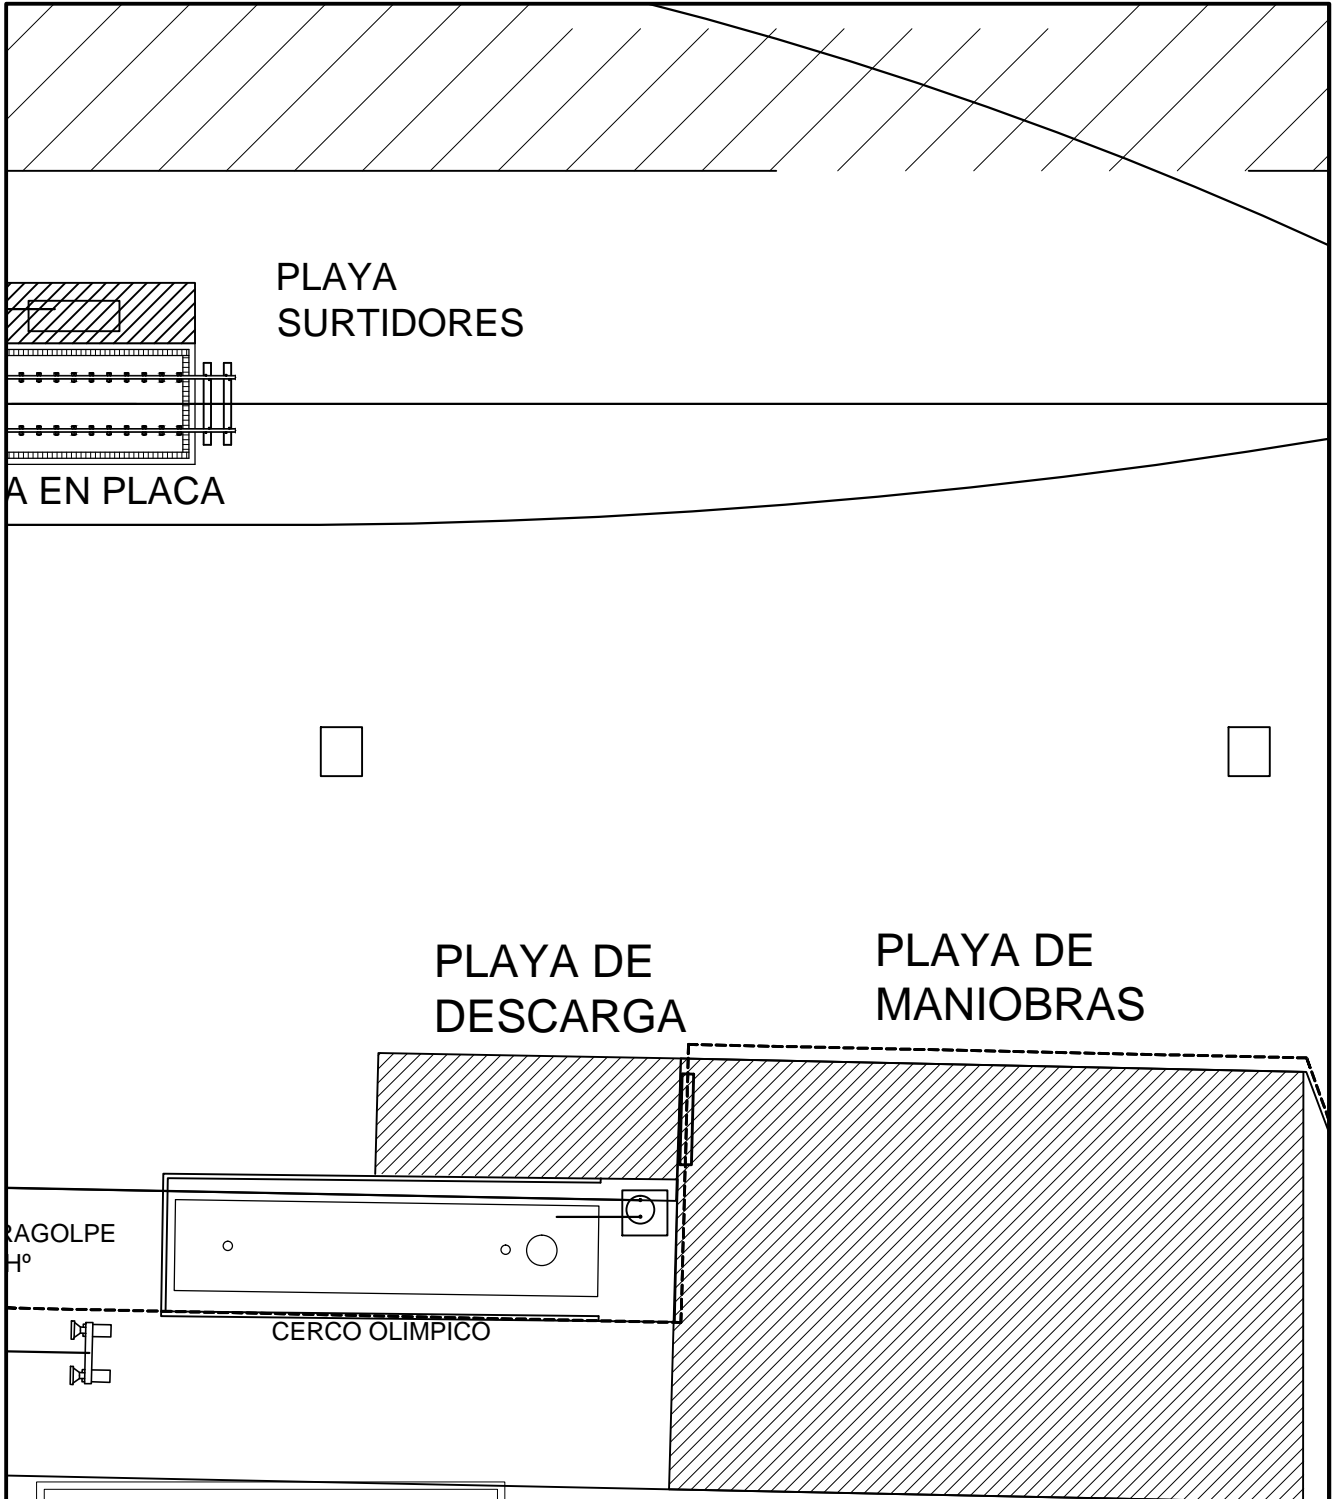 PLAYA
SURTIDORES
A EN PLACA
PLAYA DE
DESCARGA
PLAYA DE
MANIOBRAS
RAGOLPE
Hº
CERCO OLIMPICO